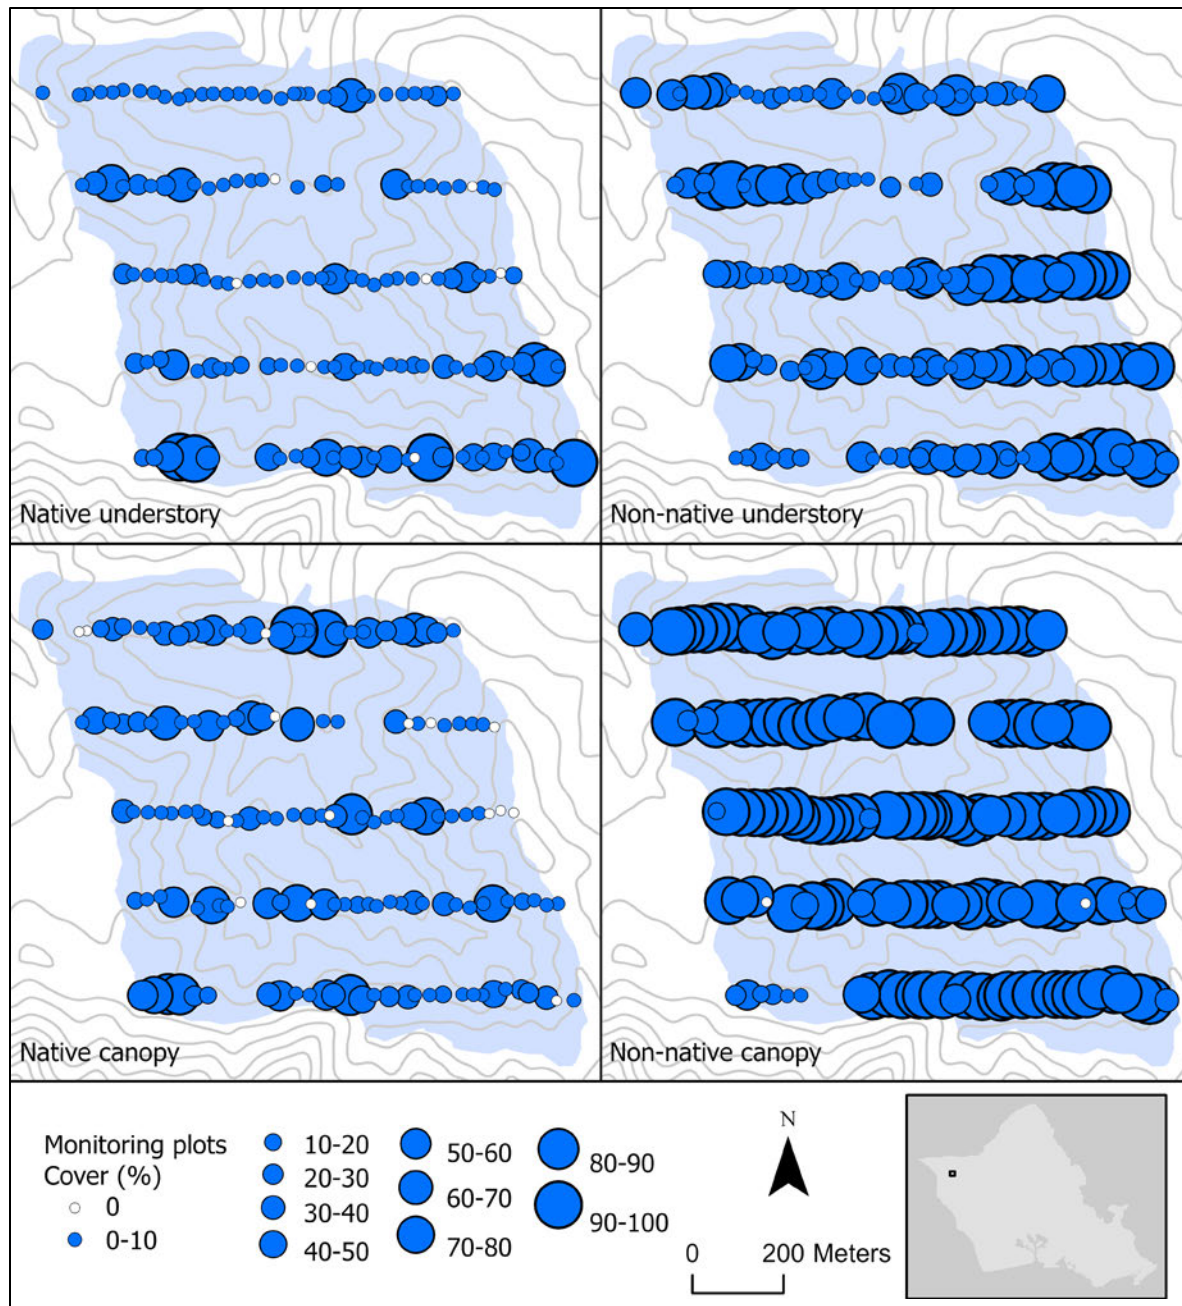 Native understory
Non-native understory
Native canopy
Non-native canopy
Monitoring plots
Cover (%)
0
0-10
10-20
20-30
30-40
40-50
50-60
60-70
70-80
80-90
90-100
N
0 200 Meters